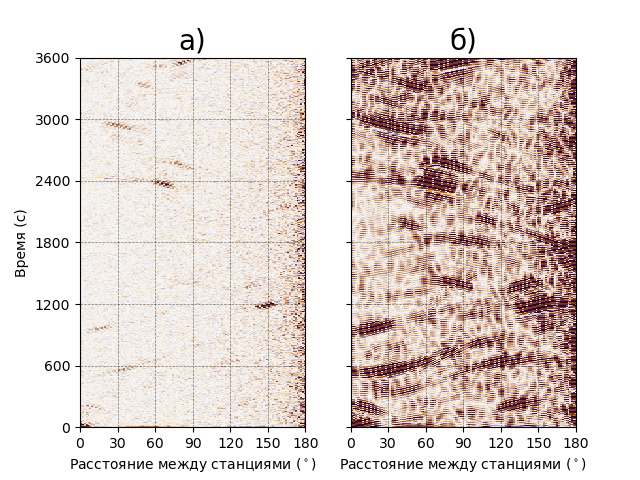 а)
б)
3600
3000
2400
1800
1200
600
0
Время (с)
0 30 60 90 120 150 180
0 30 60 90 120 150 180
Расстояние между станциями (°)
Расстояние между станциями (°)